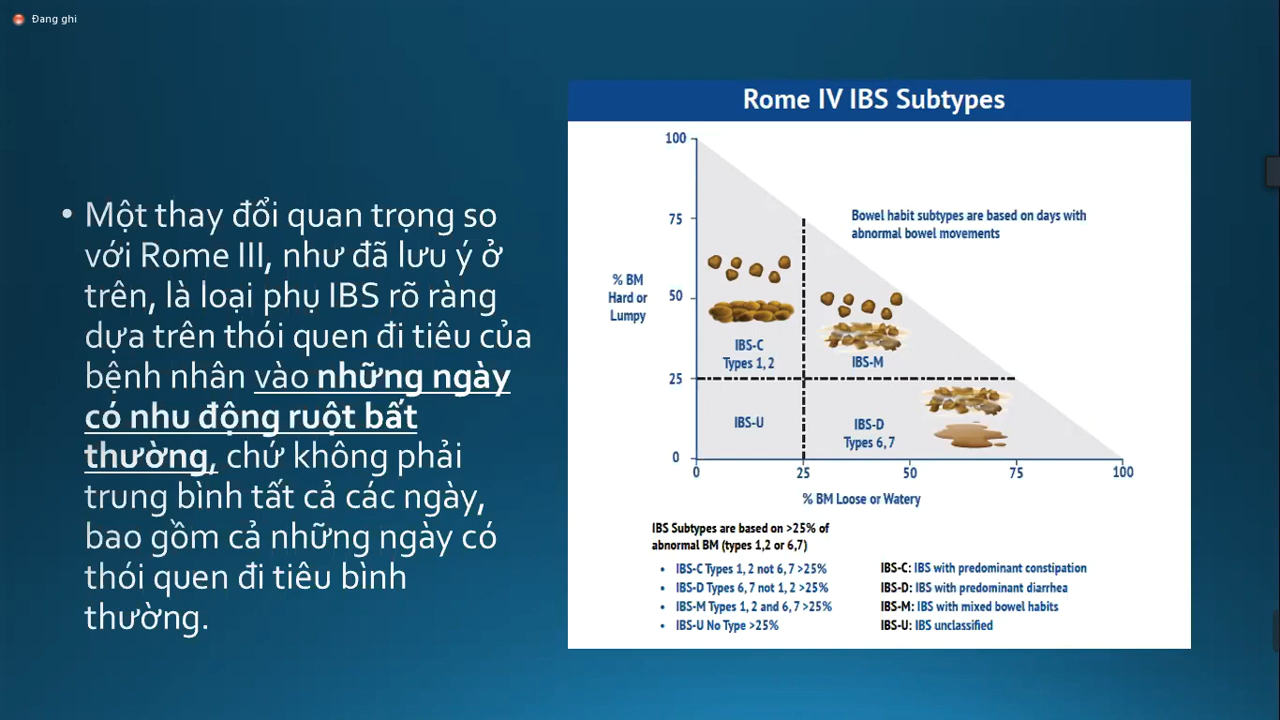 Đang ghi
• Một thay đổi quan trọng so
với Rome III, như đã lưu ý ở
trên, là loại phụ IBS rõ ràng
dựa trên thói quen đi tiêu của
bệnh nhân vào những ngày
có nhu động ruột bất
thường, chứ không phải
trung bình tất cả các ngày,
bao gồm cả những ngày có
thói quen đi tiêu bình
thường.
Rome IV IBS Subtypes
100
75
50
25
0
% BM
Hard or
Lumpy
Bowel habit subtypes are based on days with
abnormal bowel movements
IBS-C
Types 1, 2
IBS-M
IBS-U
IBS-D
Types 6, 7
0 25 50 75 100
% BM Loose or Watery
IBS Subtypes are based on >25% of
abnormal BM (types 1,2 or 6,7)
• IBS-C Types 1, 2 not 6, 7 >25%
• IBS-D Types 6, 7 not 1, 2 >25%
• IBS-M Types 1, 2 and 6, 7 >25%
• IBS-U No Type >25%
IBS-C: IBS with predominant constipation
IBS-D: IBS with predominant diarrhea
IBS-M: IBS with mixed bowel habits
IBS-U: IBS unclassified